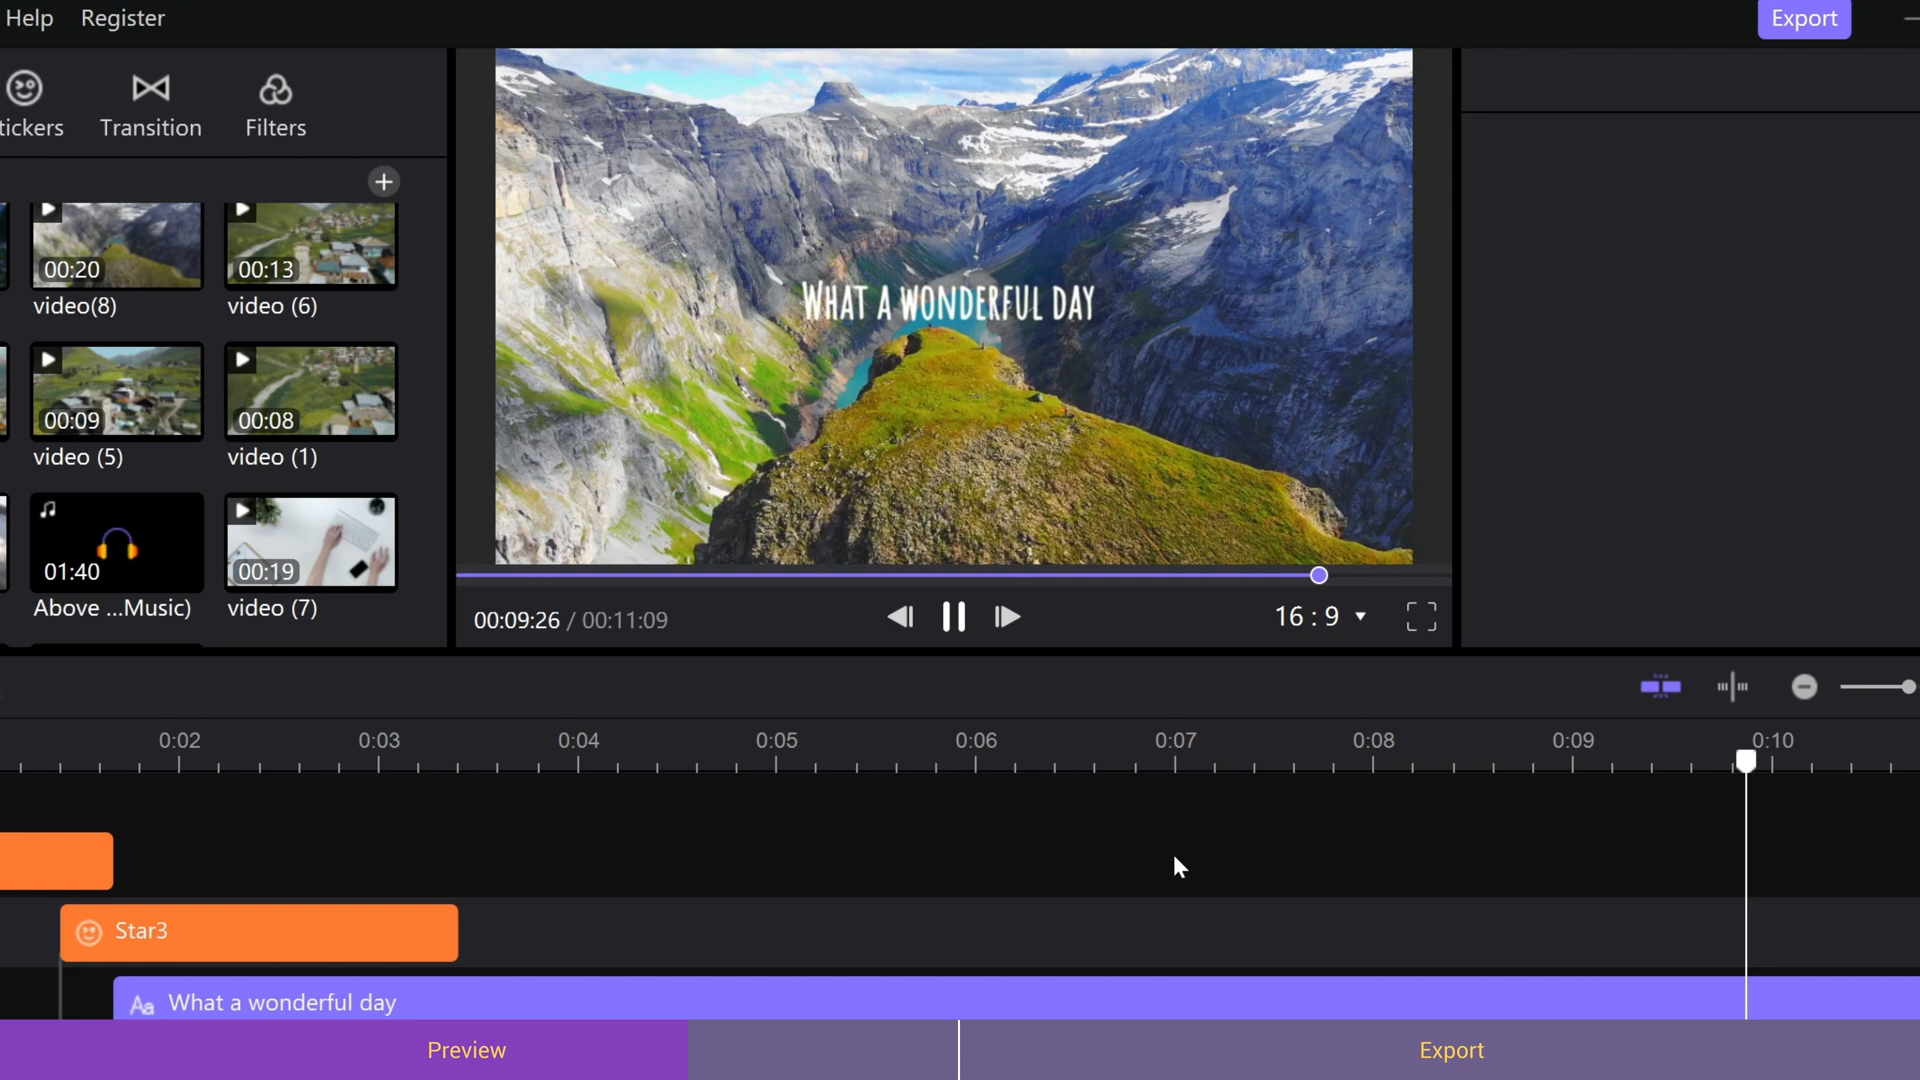 Help Register Export
tickers Transition Filters
00:20 00:13
video(8) video (6)
00:09 00:08
video (5) video (1)
01:40 00:19
Above ...Music) video (7)
WHAT A WONDERFUL DAY
00:09:26 / 00:11:09 16 : 9
0:02 0:03 0:04 0:05 0:06 0:07 0:08 0:09 0:10
Star3
Aa What a wonderful day
Preview Export